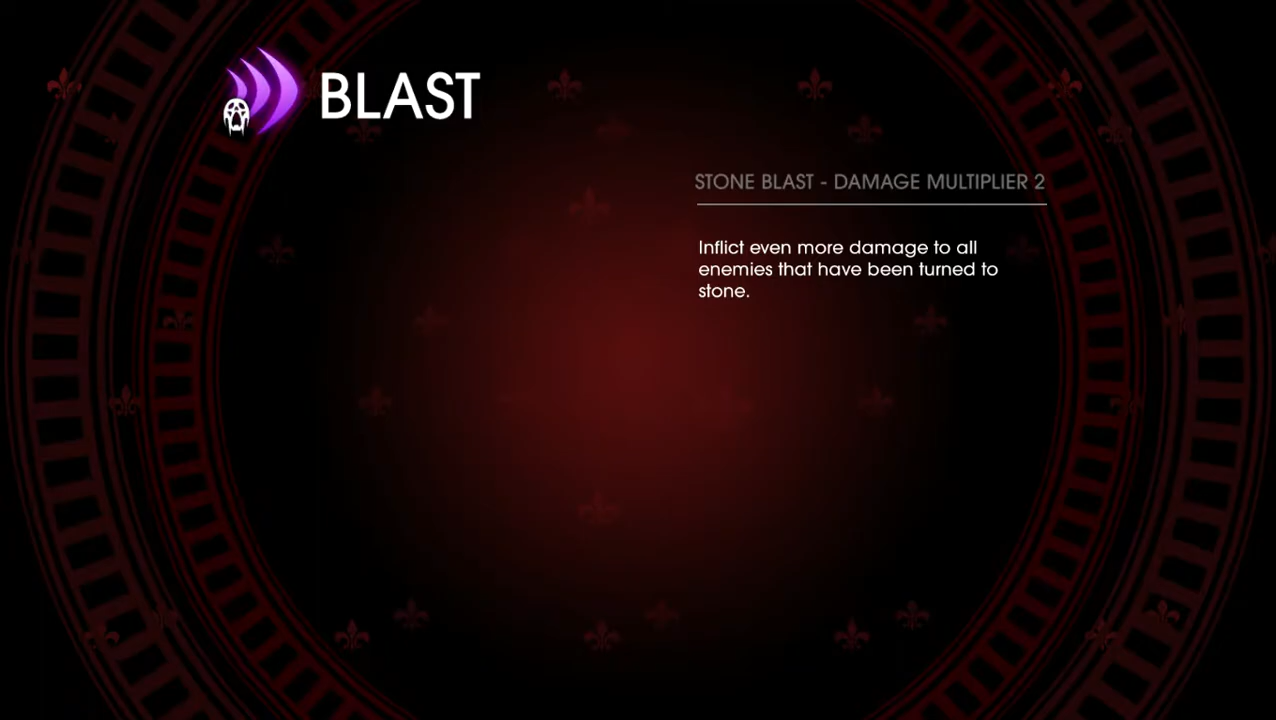 BLAST
STONE BLAST - DAMAGE MULTIPLIER 2
Inflict even more damage to all
enemies that have been turned to
stone.